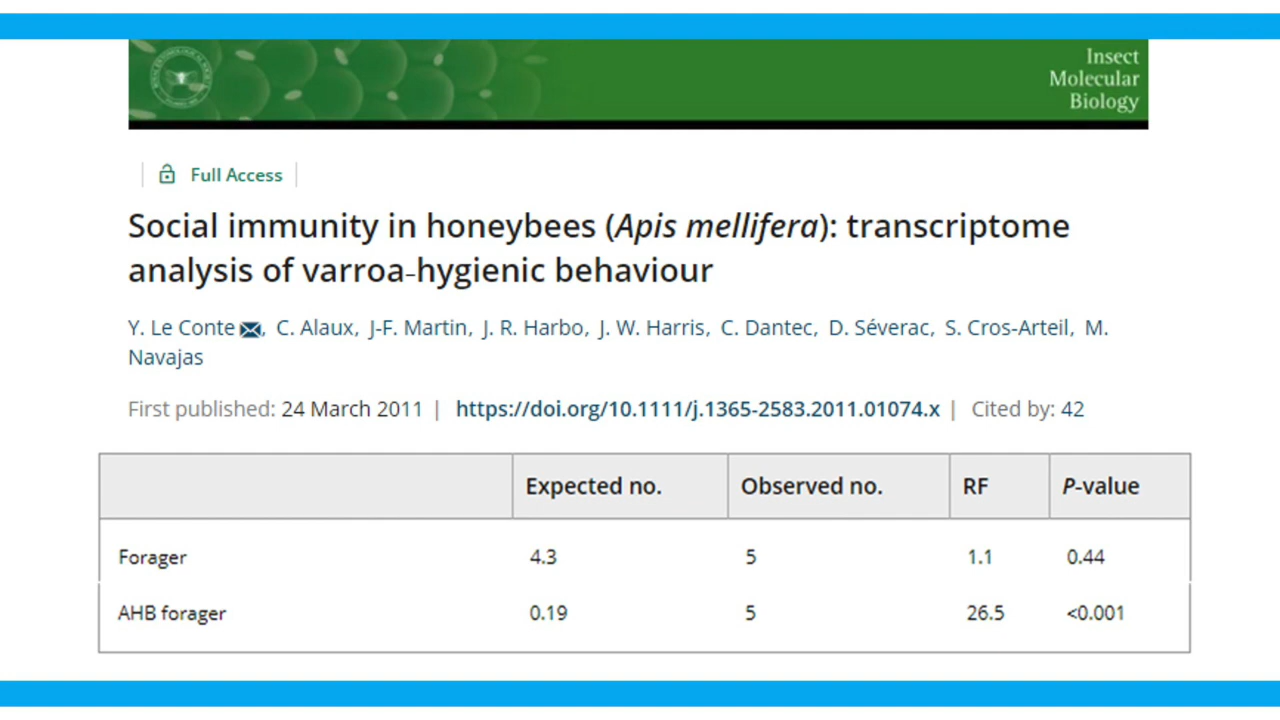 Insect
Molecular
Biology
Full Access
Social immunity in honeybees (Apis mellifera): transcriptome
analysis of varroa-hygienic behaviour
Y. Le Conte, C. Alaux, J-F. Martin, J. R. Harbo, J. W. Harris, C. Dantec, D. Séverac, S. Cros-Arteil, M.
Navajas
First published: 24 March 2011 | https://doi.org/10.1111/j.1365-2583.2011.01074.x | Cited by: 42
Expected no. Observed no. RF P-value
Forager 4.3 5 1.1 0.44
AHB forager 0.19 5 26.5 <0.001